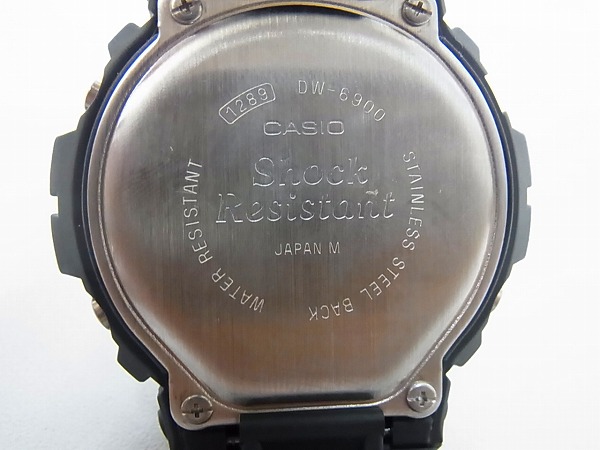 1289 DW-6900
CASIO
Shock
Resistant
JAPAN M
WATER RESISTANT
STAINLESS STEEL BACK